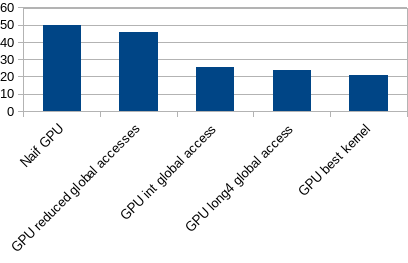 60
50
40
30
20
10
0
Naif GPU
GPU reduced global accesses
GPU int global access
GPU long4 global access
GPU best kernel